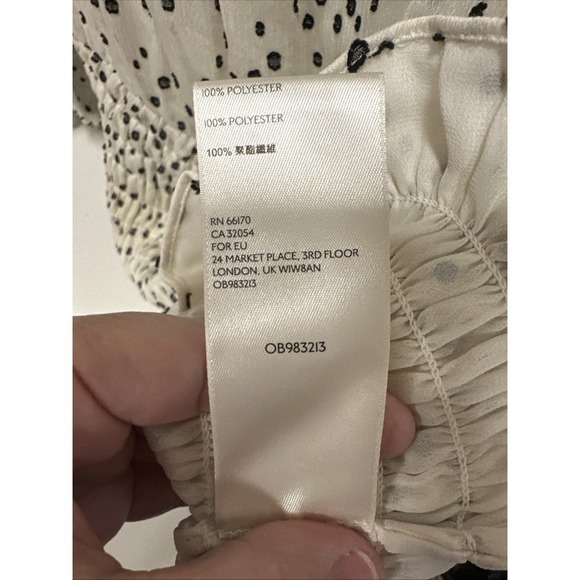 100% POLYESTER
100% POLYESTER
100% 聚酯纖維
RN 66170
CA 32054
FOR EU
24 MARKET PLACE, 3RD FLOOR
LONDON, UK W1W8AN
OB983213
OB983213